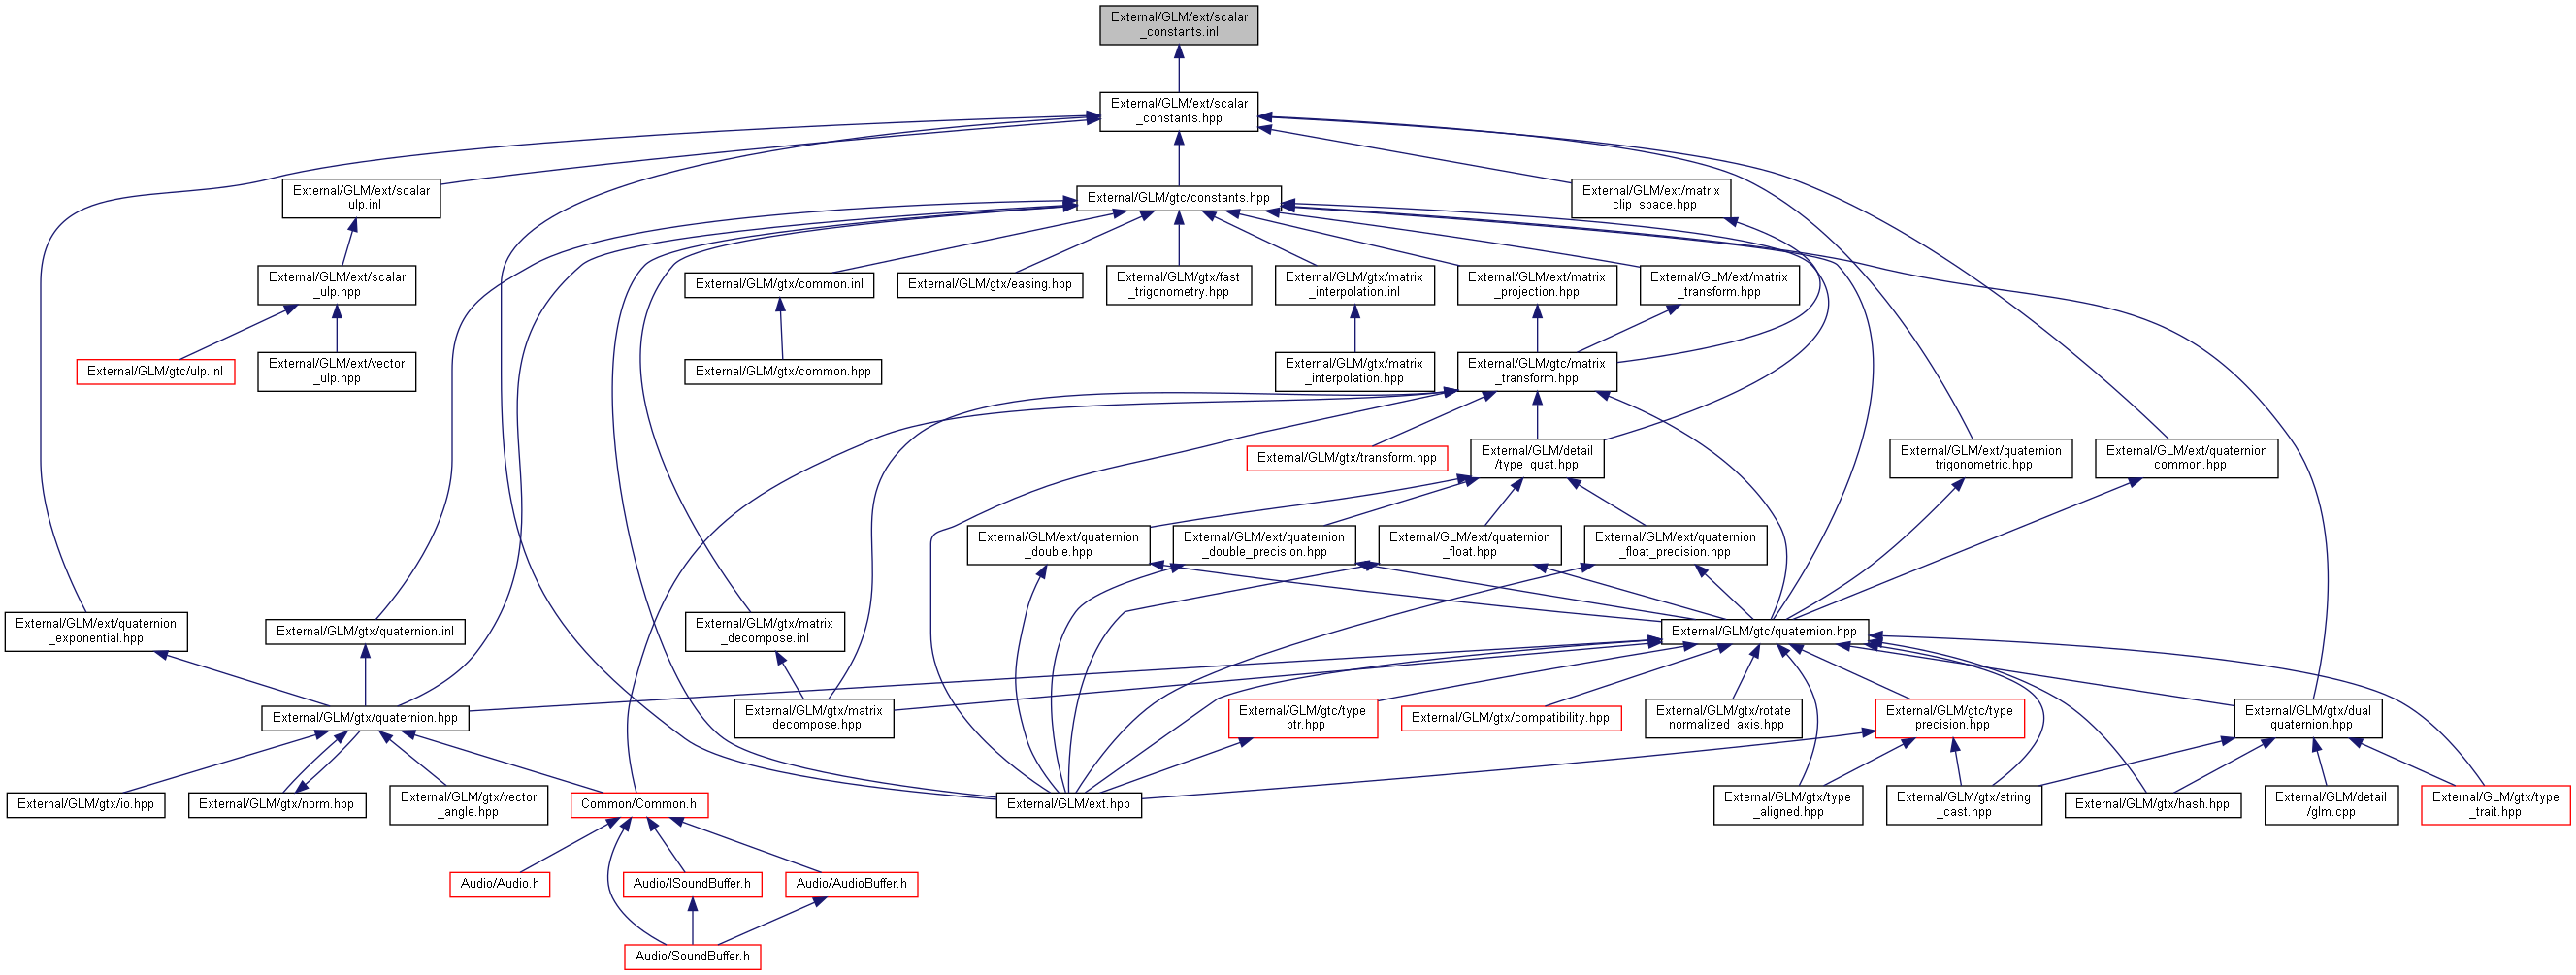 External/GLM/ext/scalar
_constants.inl
External/GLM/ext/scalar
_constants.hpp
External/GLM/ext/scalar
_ulp.inl
External/GLM/gtc/constants.hpp
External/GLM/ext/matrix
_clip_space.hpp
External/GLM/ext/scalar
_ulp.hpp
External/GLM/gtx/common.inl
External/GLM/gtx/easing.hpp
External/GLM/gtx/fast
_trigonometry.hpp
External/GLM/gtx/matrix
_interpolation.inl
External/GLM/ext/matrix
_projection.hpp
External/GLM/ext/matrix
_transform.hpp
External/GLM/gtc/ulp.inl
External/GLM/ext/vector
_ulp.hpp
External/GLM/gtx/common.hpp
External/GLM/gtx/matrix
_interpolation.hpp
External/GLM/gtc/matrix
_transform.hpp
External/GLM/gtx/transform.hpp
External/GLM/detail
/type_quat.hpp
External/GLM/ext/quaternion
_trigonometric.hpp
External/GLM/ext/quaternion
_common.hpp
External/GLM/ext/quaternion
_double.hpp
External/GLM/ext/quaternion
_double_precision.hpp
External/GLM/ext/quaternion
_float.hpp
External/GLM/ext/quaternion
_float_precision.hpp
External/GLM/ext/quaternion
_exponential.hpp
External/GLM/gtx/quaternion.inl
External/GLM/gtx/matrix
_decompose.inl
External/GLM/gtc/quaternion.hpp
External/GLM/gtx/quaternion.hpp
External/GLM/gtx/matrix
_decompose.hpp
External/GLM/gtc/type
_ptr.hpp
External/GLM/gtx/compatibility.hpp
External/GLM/gtx/rotate
_normalized_axis.hpp
External/GLM/gtc/type
_precision.hpp
External/GLM/gtx/dual
_quaternion.hpp
External/GLM/gtx/io.hpp
External/GLM/gtx/norm.hpp
External/GLM/gtx/vector
_angle.hpp
Common/Common.h
External/GLM/ext.hpp
External/GLM/gtx/type
_aligned.hpp
External/GLM/gtx/string
_cast.hpp
External/GLM/gtx/hash.hpp
External/GLM/detail
/glm.cpp
External/GLM/gtx/type
_trait.hpp
Audio/Audio.h
Audio/ISoundBuffer.h
Audio/AudioBuffer.h
Audio/SoundBuffer.h